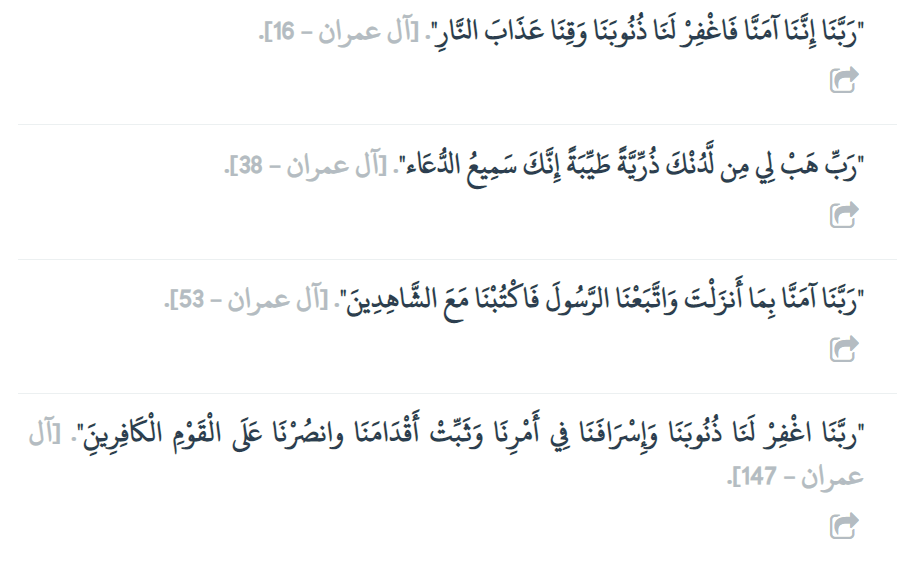 "رَبَّنَا إِنَّنَا آمَنَّا فَاغْفِرْ لَنَا ذُنُوبَنَا وَقِنَا عَذَابَ النَّارِ". [آل عمران – 16].
"رَبِّ هَبْ لِي مِن لَّدُنْكَ ذُرِّيَّةً طَيِّبَةً إِنَّكَ سَمِيعُ الدُّعَاء". [آل عمران – 38].
"رَبَّنَا آمَنَّا بِمَا أَنزَلْتَ وَاتَّبَعْنَا الرَّسُولَ فَاكْتُبْنَا مَعَ الشَّاهِدِينَ". [آل عمران – 53].
"ربَّنَا اغْفِرْ لَنَا ذُنُوبَنَا وَإِسْرَافَنَا فِي أَمْرِنَا وَثَبِّتْ أَقْدَامَنَا وانصُرْنَا عَلَى الْقَوْمِ الْكَافِرِينَِ". [آل
عمران – 147].